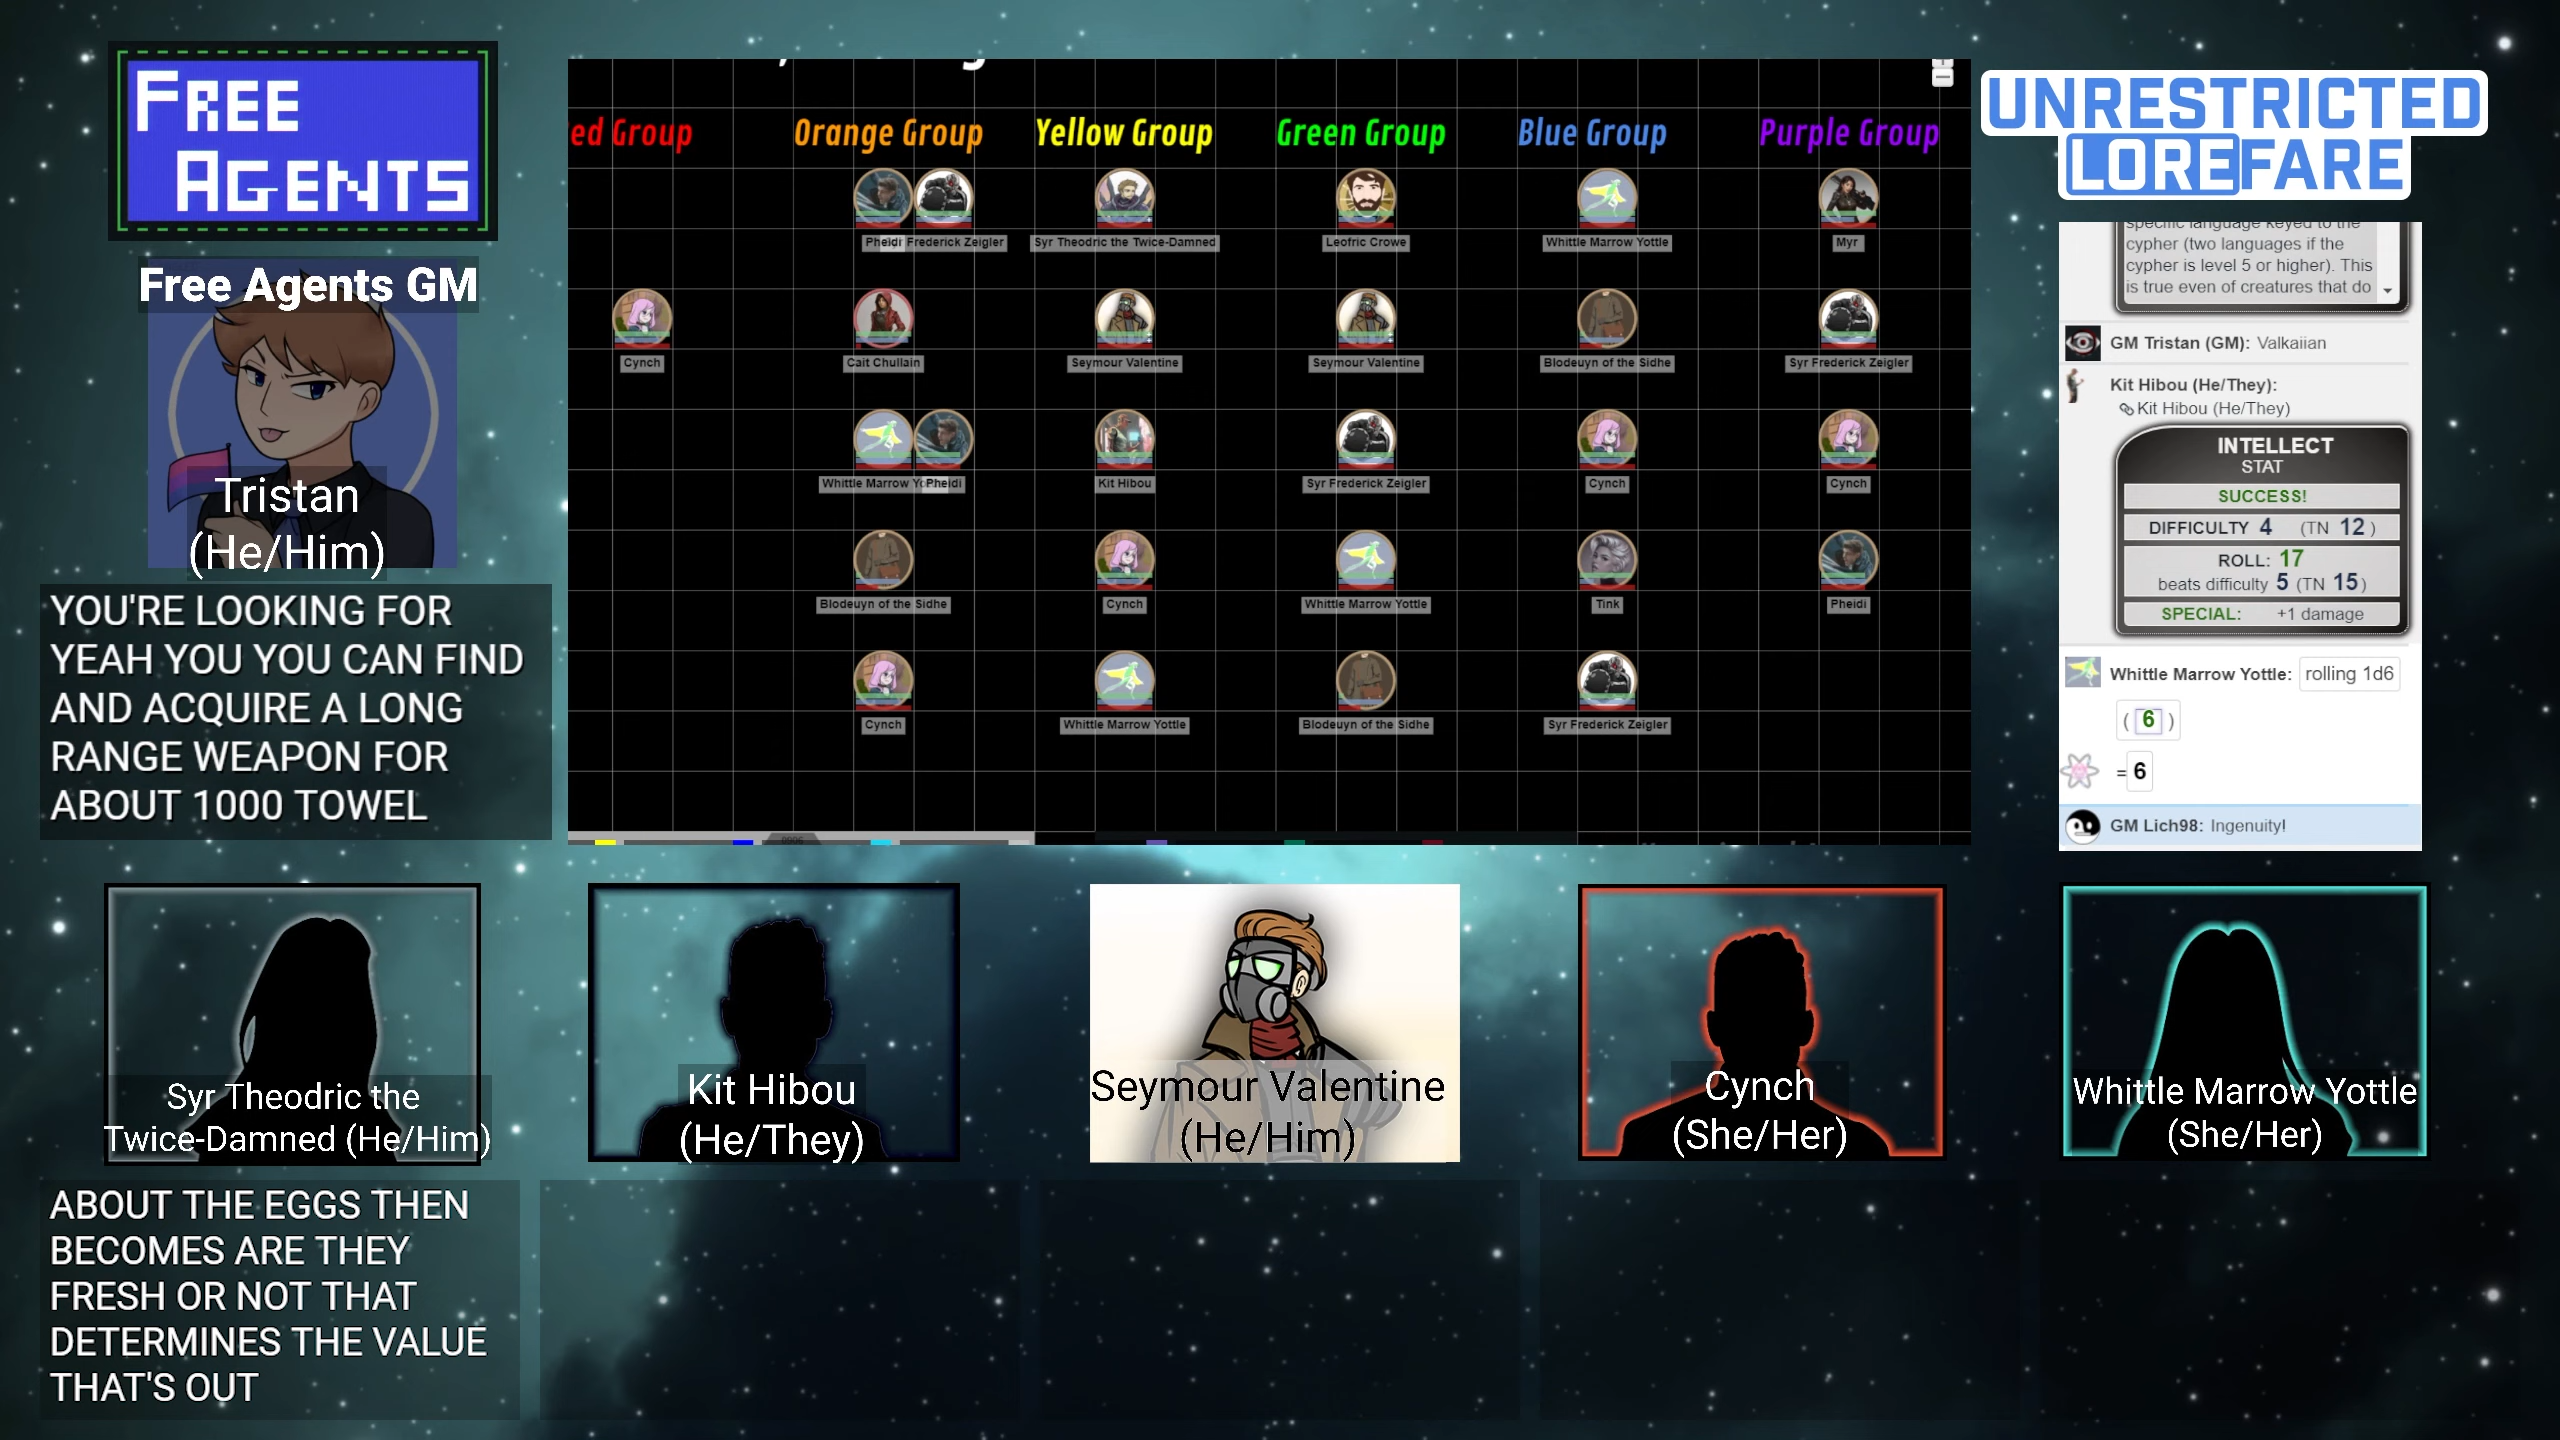 FREE
AGENTS
Free Agents GM
Tristan
(He/Him)
YOU'RE LOOKING FOR
YEAH YOU YOU CAN FIND
AND ACQUIRE A LONG
RANGE WEAPON FOR
ABOUT 1000 TOWEL
ed Group
Orange Group
Yellow Group
Green Group
Blue Group
Purple Group
Pheidi
Frederick Zeigler
Syr Theodric the Twice-Damned
Leofric Crowe
Whittle Marrow Yottle
Myr
Cynch
Cait Chullain
Seymour Valentine
Seymour Valentine
Blodeuyn of the Sidhe
Syr Frederick Zeigler
Whittle Marrow Yo
Pheidi
Kit Hibou
Syr Frederick Zeigler
Cynch
Cynch
Blodeuyn of the Sidhe
Cynch
Whittle Marrow Yottle
Tink
Pheidi
Cynch
Whittle Marrow Yottle
Blodeuyn of the Sidhe
Syr Frederick Zeigler
UNRESTRICTED
LOREFARE
specific language keyed to the
cypher (two languages if the
cypher is level 5 or higher). This
is true even of creatures that do
GM Tristan (GM): Valkaiian
Kit Hibou (He/They):
Kit Hibou (He/They)
INTELLECT
STAT
SUCCESS!
DIFFICULTY 4 (TN 12 )
ROLL: 17
beats difficulty 5 (TN 15)
SPECIAL: +1 damage
Whittle Marrow Yottle: rolling 1d6
( 6 )
= 6
GM Lich98: Ingenuity!
Syr Theodric the
Twice-Damned (He/Him)
Kit Hibou
(He/They)
Seymour Valentine
(He/Him)
Cynch
(She/Her)
Whittle Marrow Yottle
(She/Her)
ABOUT THE EGGS THEN
BECOMES ARE THEY
FRESH OR NOT THAT
DETERMINES THE VALUE
THAT'S OUT